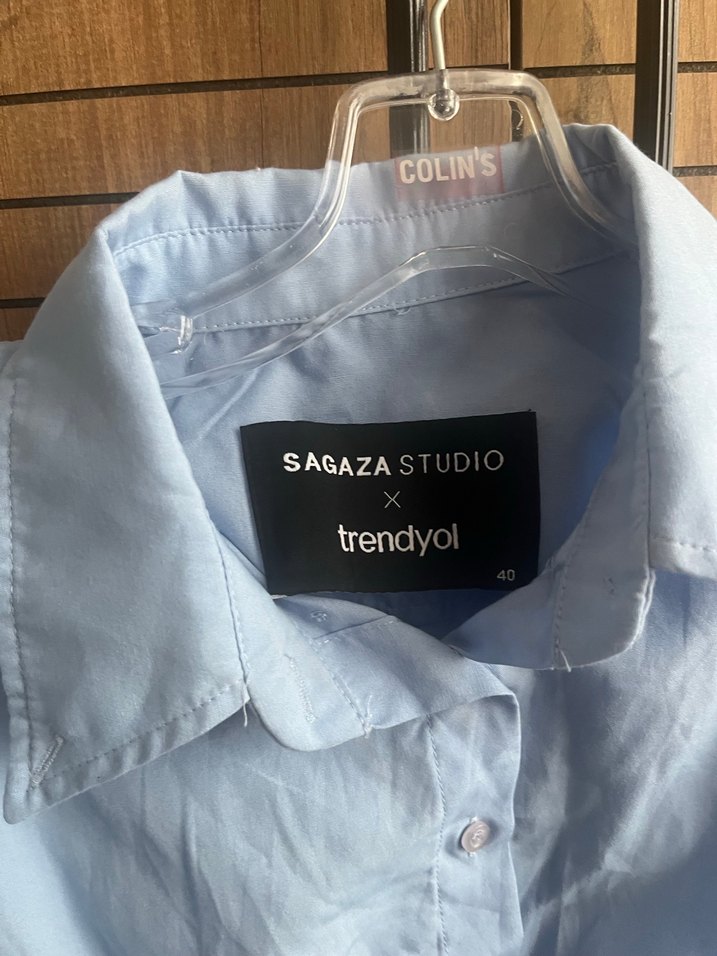 COLIN'S
SAGAZA STUDIO
×
trendyol
40